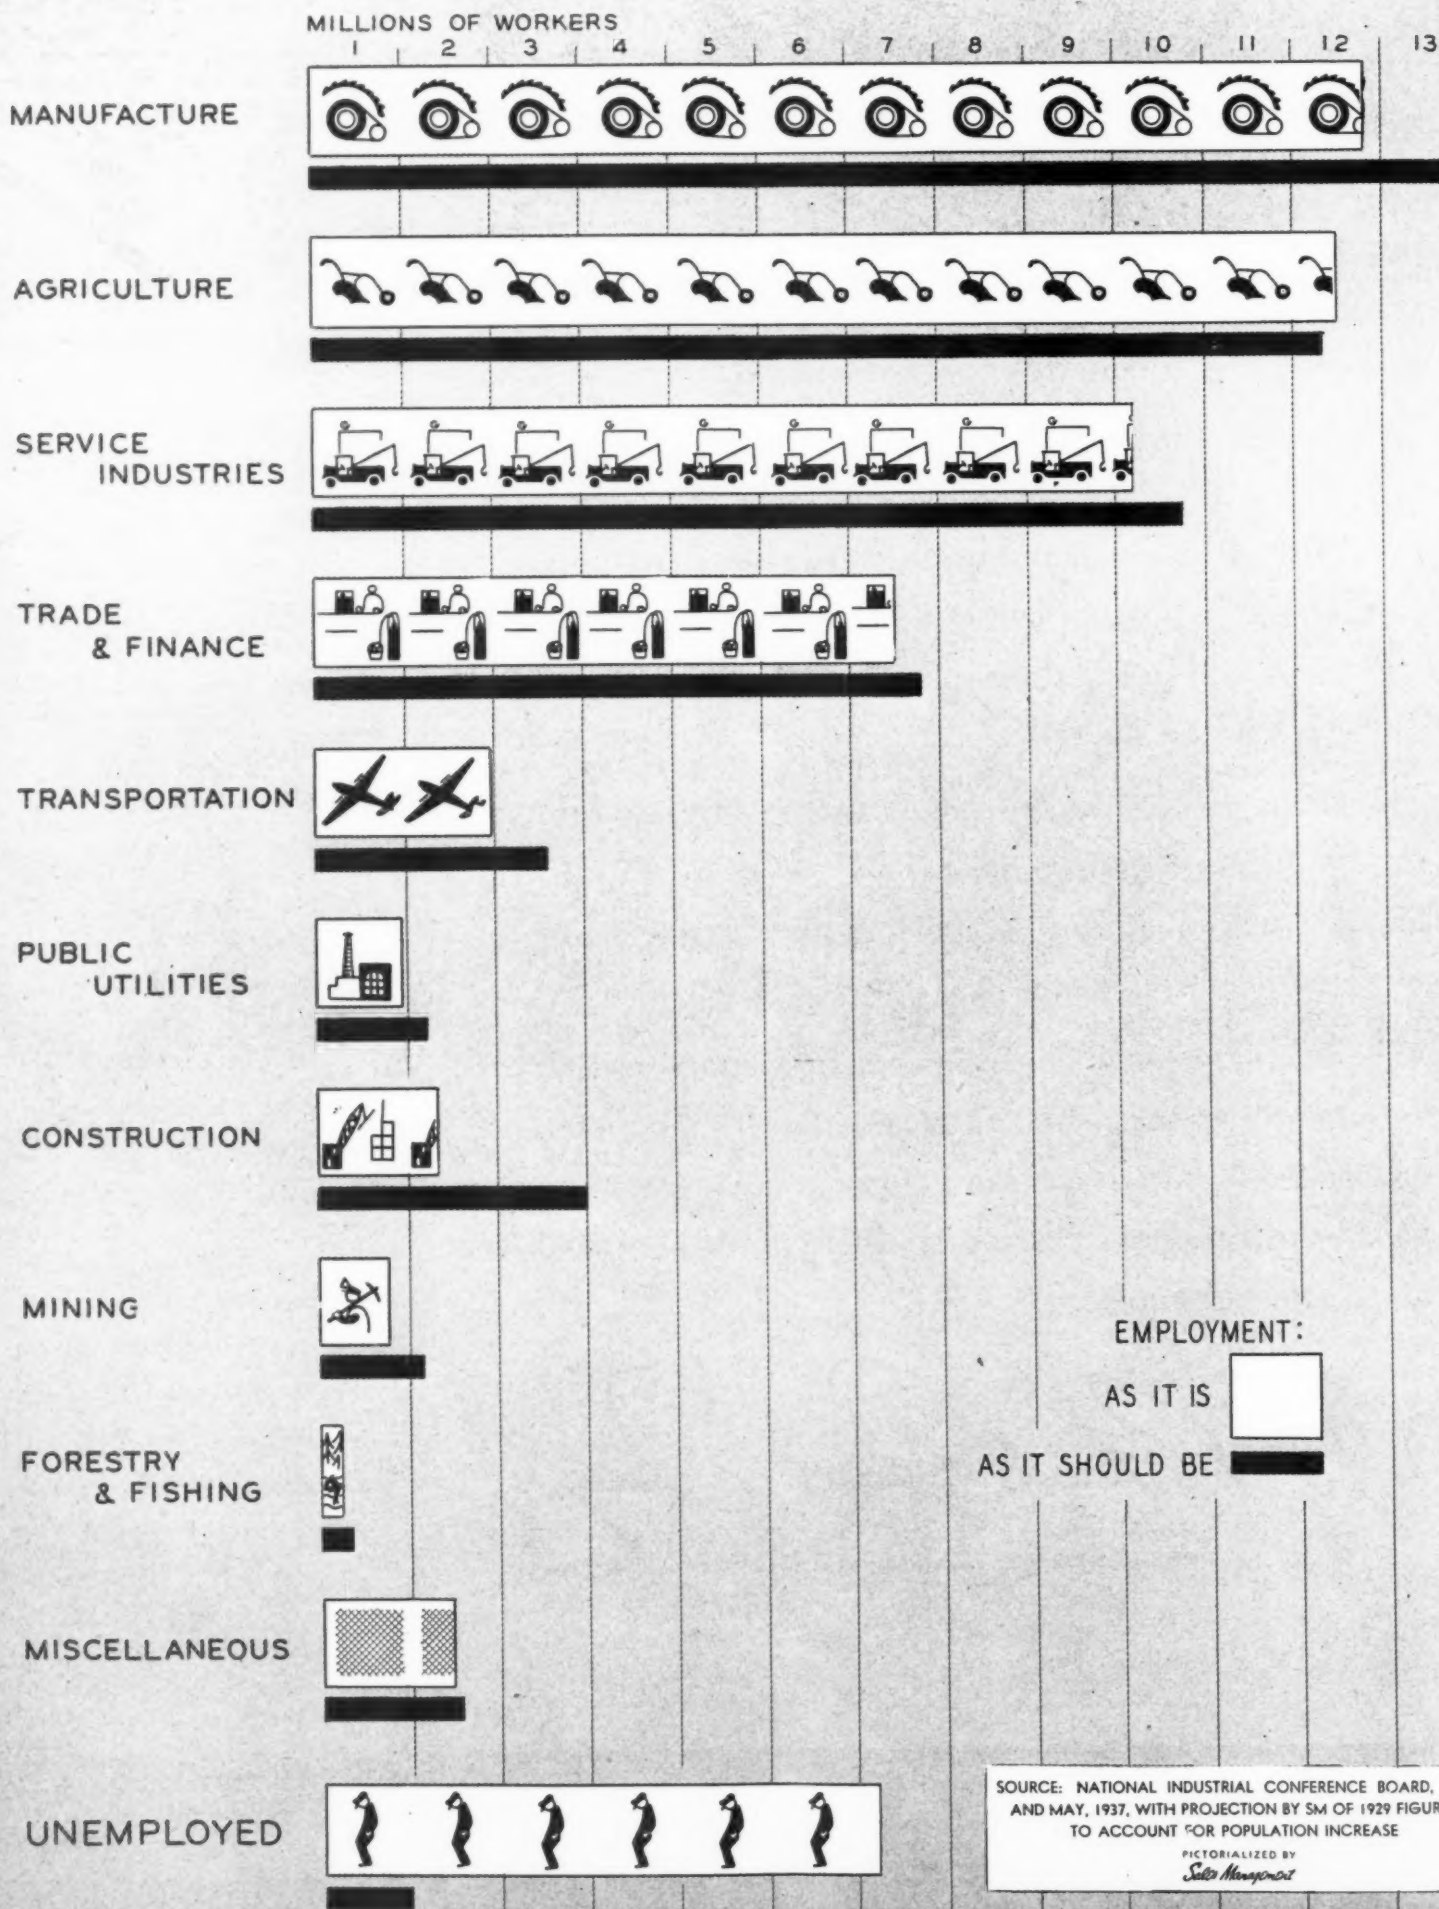 MILLIONS OF WORKERS
1 2 3 4 5 6 7 8 9 10 11 12 13
MANUFACTURE
AGRICULTURE
SERVICE
INDUSTRIES
TRADE
& FINANCE
TRANSPORTATION
PUBLIC
UTILITIES
CONSTRUCTION
MINING
FORESTRY
& FISHING
MISCELLANEOUS
UNEMPLOYED
EMPLOYMENT:
AS IT IS
AS IT SHOULD BE
SOURCE: NATIONAL INDUSTRIAL CONFERENCE BOARD,
AND MAY, 1937, WITH PROJECTION BY SM OF 1929 FIGUR
TO ACCOUNT FOR POPULATION INCREASE
PICTORIALIZED BY
Sales Management